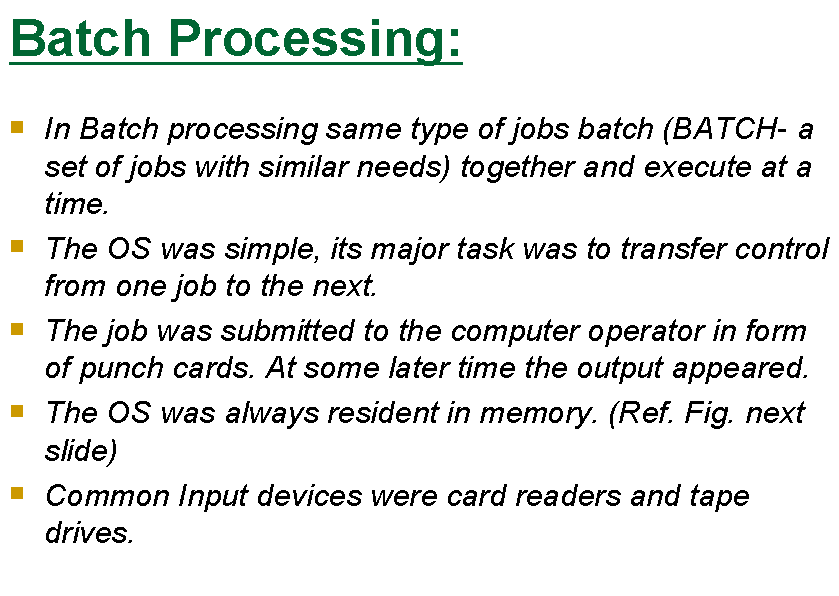 Batch Processing:
In Batch processing same type of jobs batch (BATCH- a
set of jobs with similar needs) together and execute at a
time.
The OS was simple, its major task was to transfer control
from one job to the next.
The job was submitted to the computer operator in form
of punch cards. At some later time the output appeared.
The OS was always resident in memory. (Ref. Fig. next
slide)
Common Input devices were card readers and tape
drives.